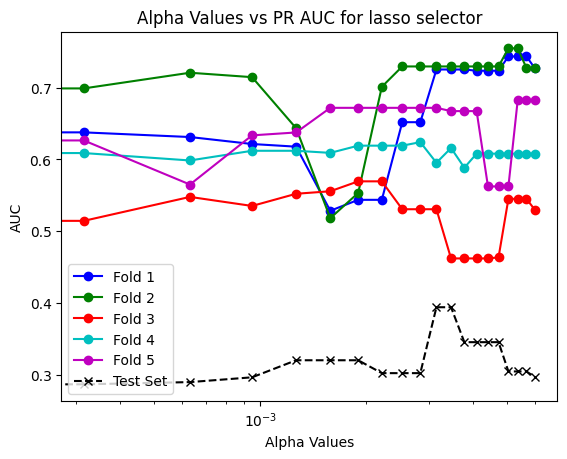 Alpha Values vs PR AUC for lasso selector
AUC
0.7
0.6
0.5
0.4
0.3
Fold 1
Fold 2
Fold 3
Fold 4
Fold 5
Test Set
10⁻³
Alpha Values